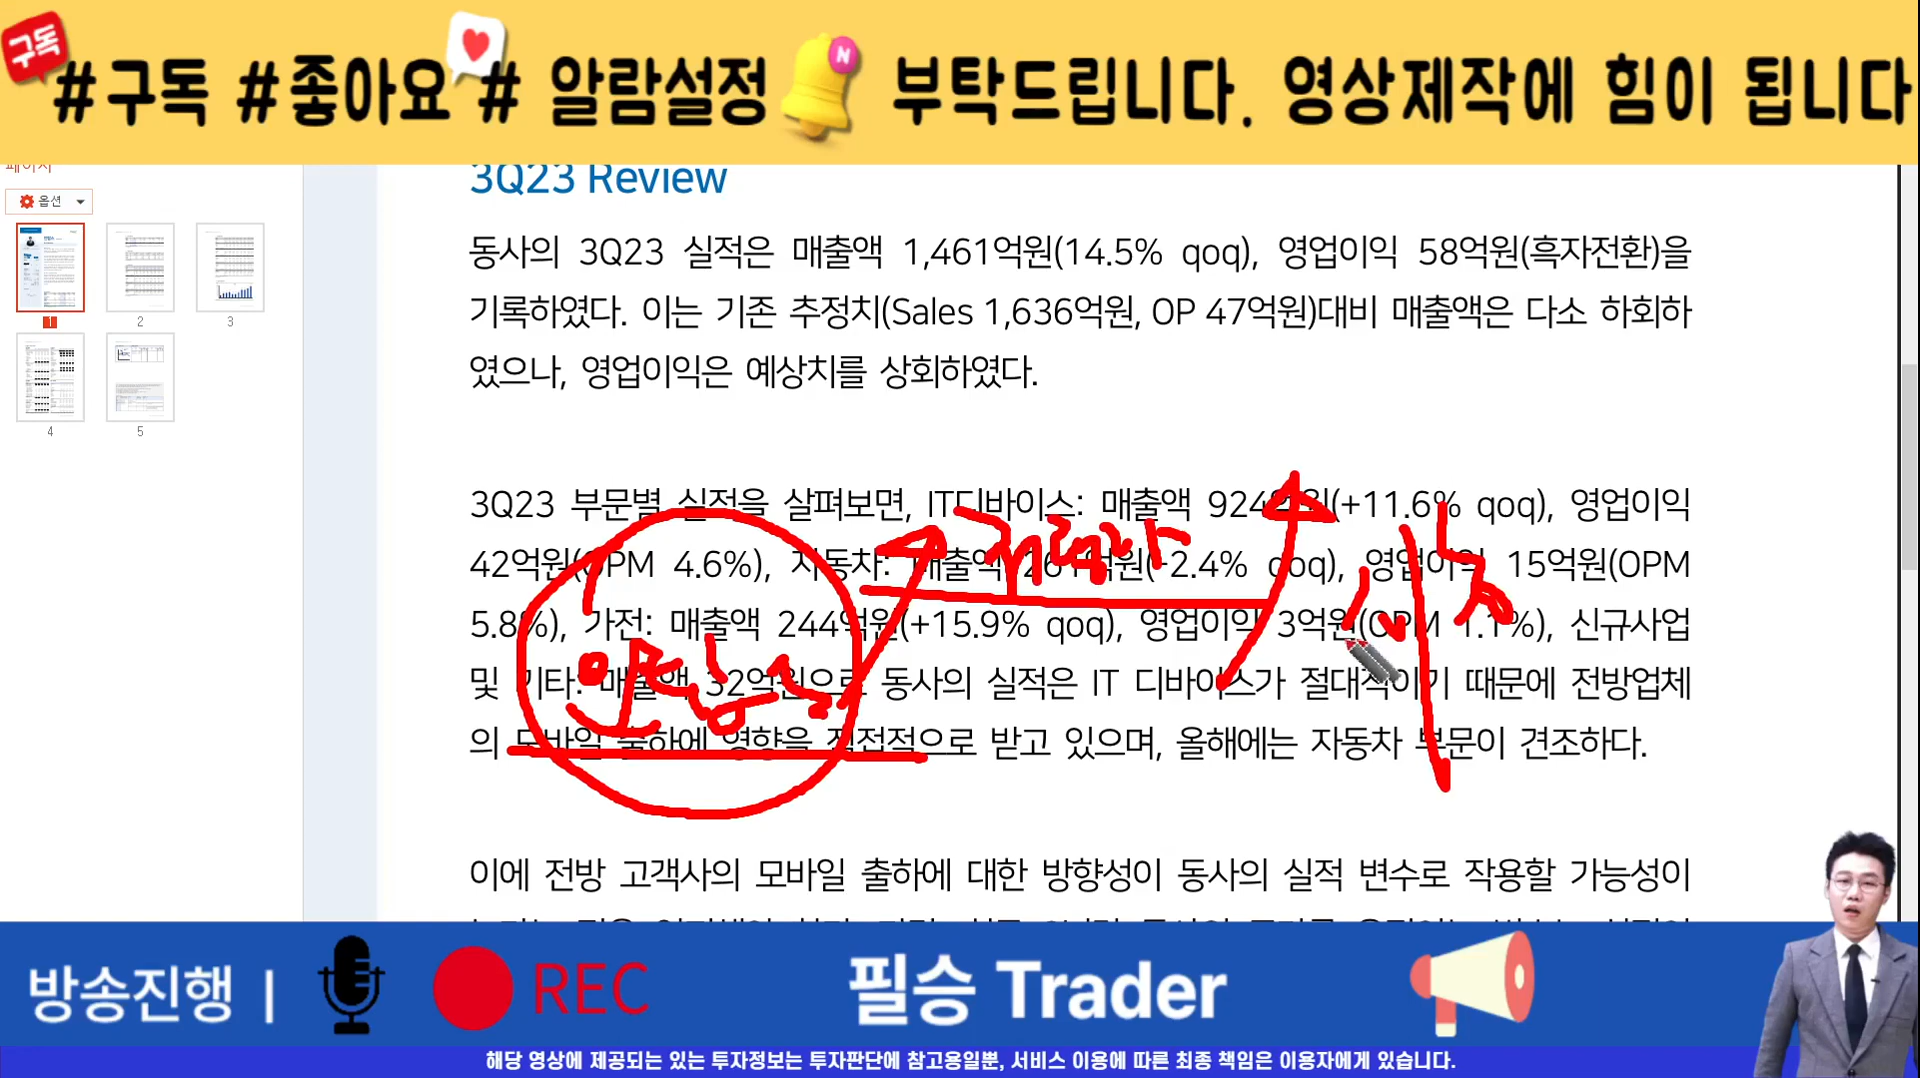 구독
#구독 #좋아요 # 알람설정 N 부탁드립니다. 영상제작에 힘이 됩니다
페이지
옵션
1
2
3
4
5
3Q23 Review
동사의 3Q23 실적은 매출액 1,461억원(14.5% qoq), 영업이익 58억원(흑자전환)을
기록하였다. 이는 기존 추정치(Sales 1,636억원, OP 47억원)대비 매출액은 다소 하회하
였으나, 영업이익은 예상치를 상회하였다.
3Q23 부문별 실적을 살펴보면, IT디바이스: 매출액 924억원(+11.6% qoq), 영업이익
42억원(OPM 4.6%), 자동차: 매출액 261억원(-2.4% qoq), 영업이익 15억원(OPM
5.8%), 가전: 매출액 244억원(+15.9% qoq), 영업이익 3억원(OPM 1.1%), 신규사업
및 기타: 매출액 32억원으로 동사의 실적은 IT 디바이스가 절대적이기 때문에 전방업체
의 모바일 출하에 영향을 직접적으로 받고 있으며, 올해에는 자동차 부문이 견조하다.
이에 전방 고객사의 모바일 출하에 대한 방향성이 동사의 실적 변수로 작용할 가능성이
방송진행 | REC 필승 Trader
해당 영상에 제공되는 있는 투자정보는 투자판단에 참고용일뿐, 서비스 이용에 따른 최종 책임은 이용자에게 있습니다.